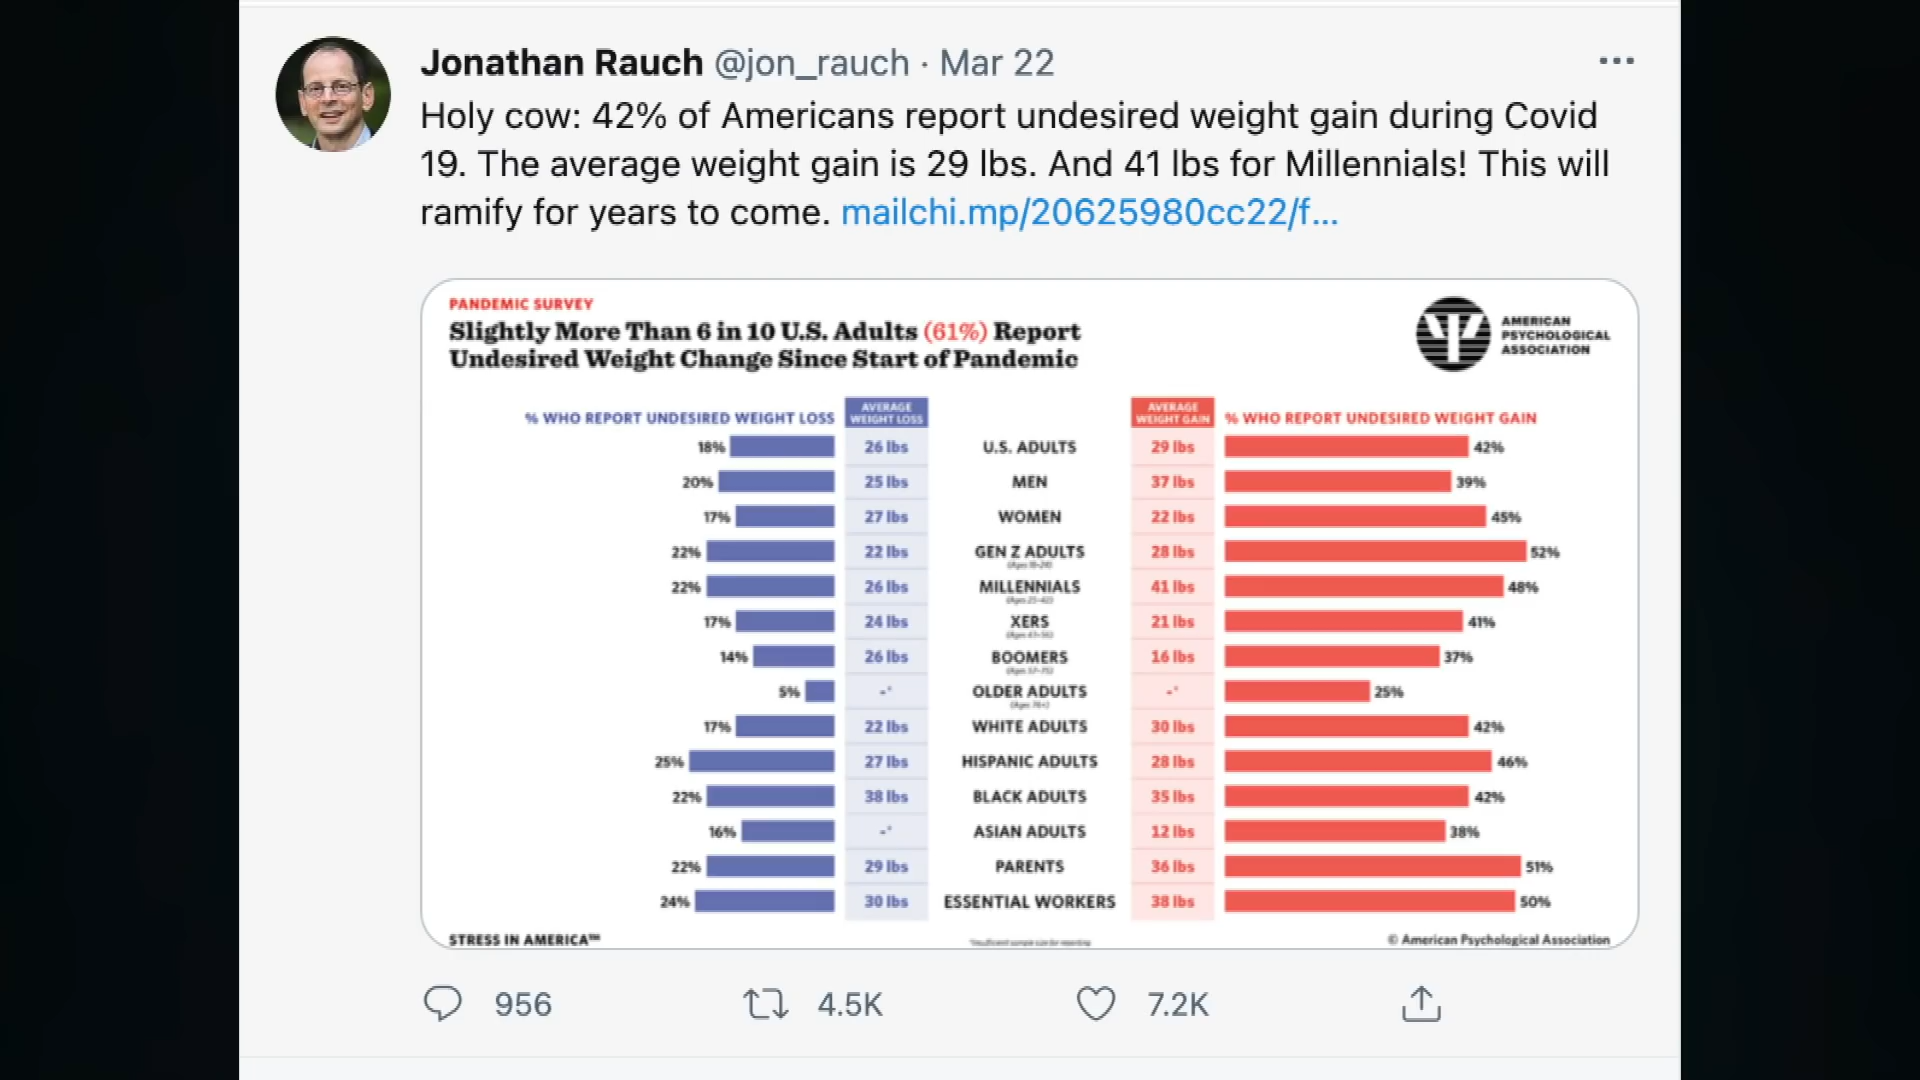 Jonathan Rauch @jon_rauch · Mar 22
Holy cow: 42% of Americans report undesired weight gain during Covid
19. The average weight gain is 29 lbs. And 41 lbs for Millennials! This will
ramify for years to come. mailchi.mp/20625980cc22/f...
PANDEMIC SURVEY
Slightly More Than 6 in 10 U.S. Adults (61%) Report
Undesired Weight Change Since Start of Pandemic
AMERICAN
PSYCHOLOGICAL
ASSOCIATION
% WHO REPORT UNDESIRED WEIGHT LOSS AVERAGE WEIGHT LOSS AVERAGE WEIGHT GAIN % WHO REPORT UNDESIRED WEIGHT GAIN
18% 26 lbs U.S. ADULTS 29 lbs 42%
20% 25 lbs MEN 37 lbs 39%
17% 27 lbs WOMEN 22 lbs 45%
22% 22 lbs GEN Z ADULTS 28 lbs 52%
22% 26 lbs MILLENNIALS 41 lbs 48%
17% 24 lbs XERS 21 lbs 41%
14% 26 lbs BOOMERS 16 lbs 37%
5% -* OLDER ADULTS -* 25%
17% 22 lbs WHITE ADULTS 30 lbs 42%
25% 27 lbs HISPANIC ADULTS 28 lbs 46%
22% 38 lbs BLACK ADULTS 35 lbs 42%
16% -* ASIAN ADULTS 12 lbs 38%
22% 29 lbs PARENTS 36 lbs 51%
24% 30 lbs ESSENTIAL WORKERS 38 lbs 50%
STRESS IN AMERICA™ *Insufficient sample size for reporting © American Psychological Association
956 4.5K 7.2K